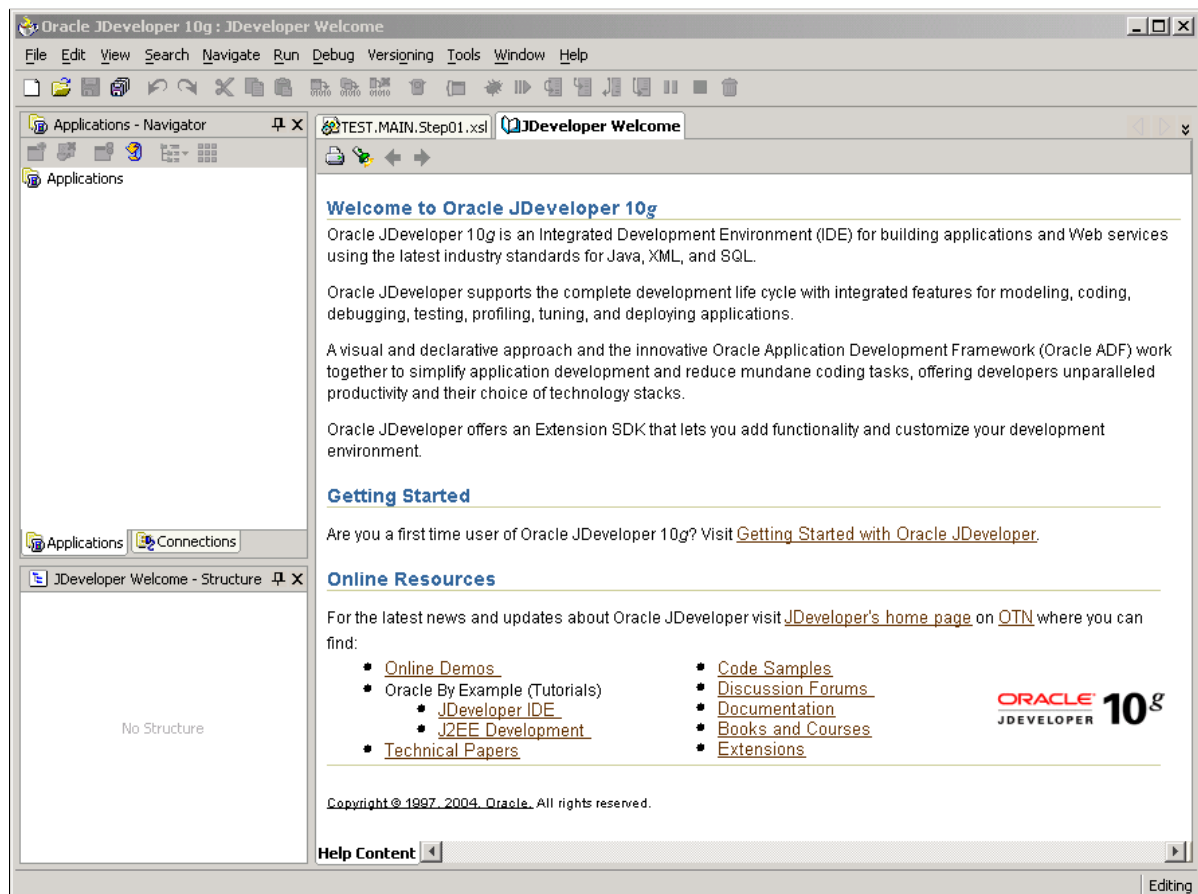 Oracle JDeveloper 10g : JDeveloper Welcome
File Edit View Search Navigate Run Debug Versioning Tools Window Help
Applications - Navigator
Applications
Applications Connections
JDeveloper Welcome - Structure
No Structure
TEST.MAIN.Step01.xsl JDeveloper Welcome
Welcome to Oracle JDeveloper 10g
Oracle JDeveloper 10g is an Integrated Development Environment (IDE) for building applications and Web services
using the latest industry standards for Java, XML, and SQL.
Oracle JDeveloper supports the complete development life cycle with integrated features for modeling, coding,
debugging, testing, profiling, tuning, and deploying applications.
A visual and declarative approach and the innovative Oracle Application Development Framework (Oracle ADF) work
together to simplify application development and reduce mundane coding tasks, offering developers unparalleled
productivity and their choice of technology stacks.
Oracle JDeveloper offers an Extension SDK that lets you add functionality and customize your development
environment.
Getting Started
Are you a first time user of Oracle JDeveloper 10g? Visit Getting Started with Oracle JDeveloper.
Online Resources
For the latest news and updates about Oracle JDeveloper visit JDeveloper's home page on OTN where you can
find:
Online Demos
Oracle By Example (Tutorials)
JDeveloper IDE
J2EE Development
Technical Papers
Code Samples
Discussion Forums
Documentation
Books and Courses
Extensions
ORACLE 10g
JDEVELOPER
Copyright © 1997, 2004, Oracle. All rights reserved.
Help Content
Editing